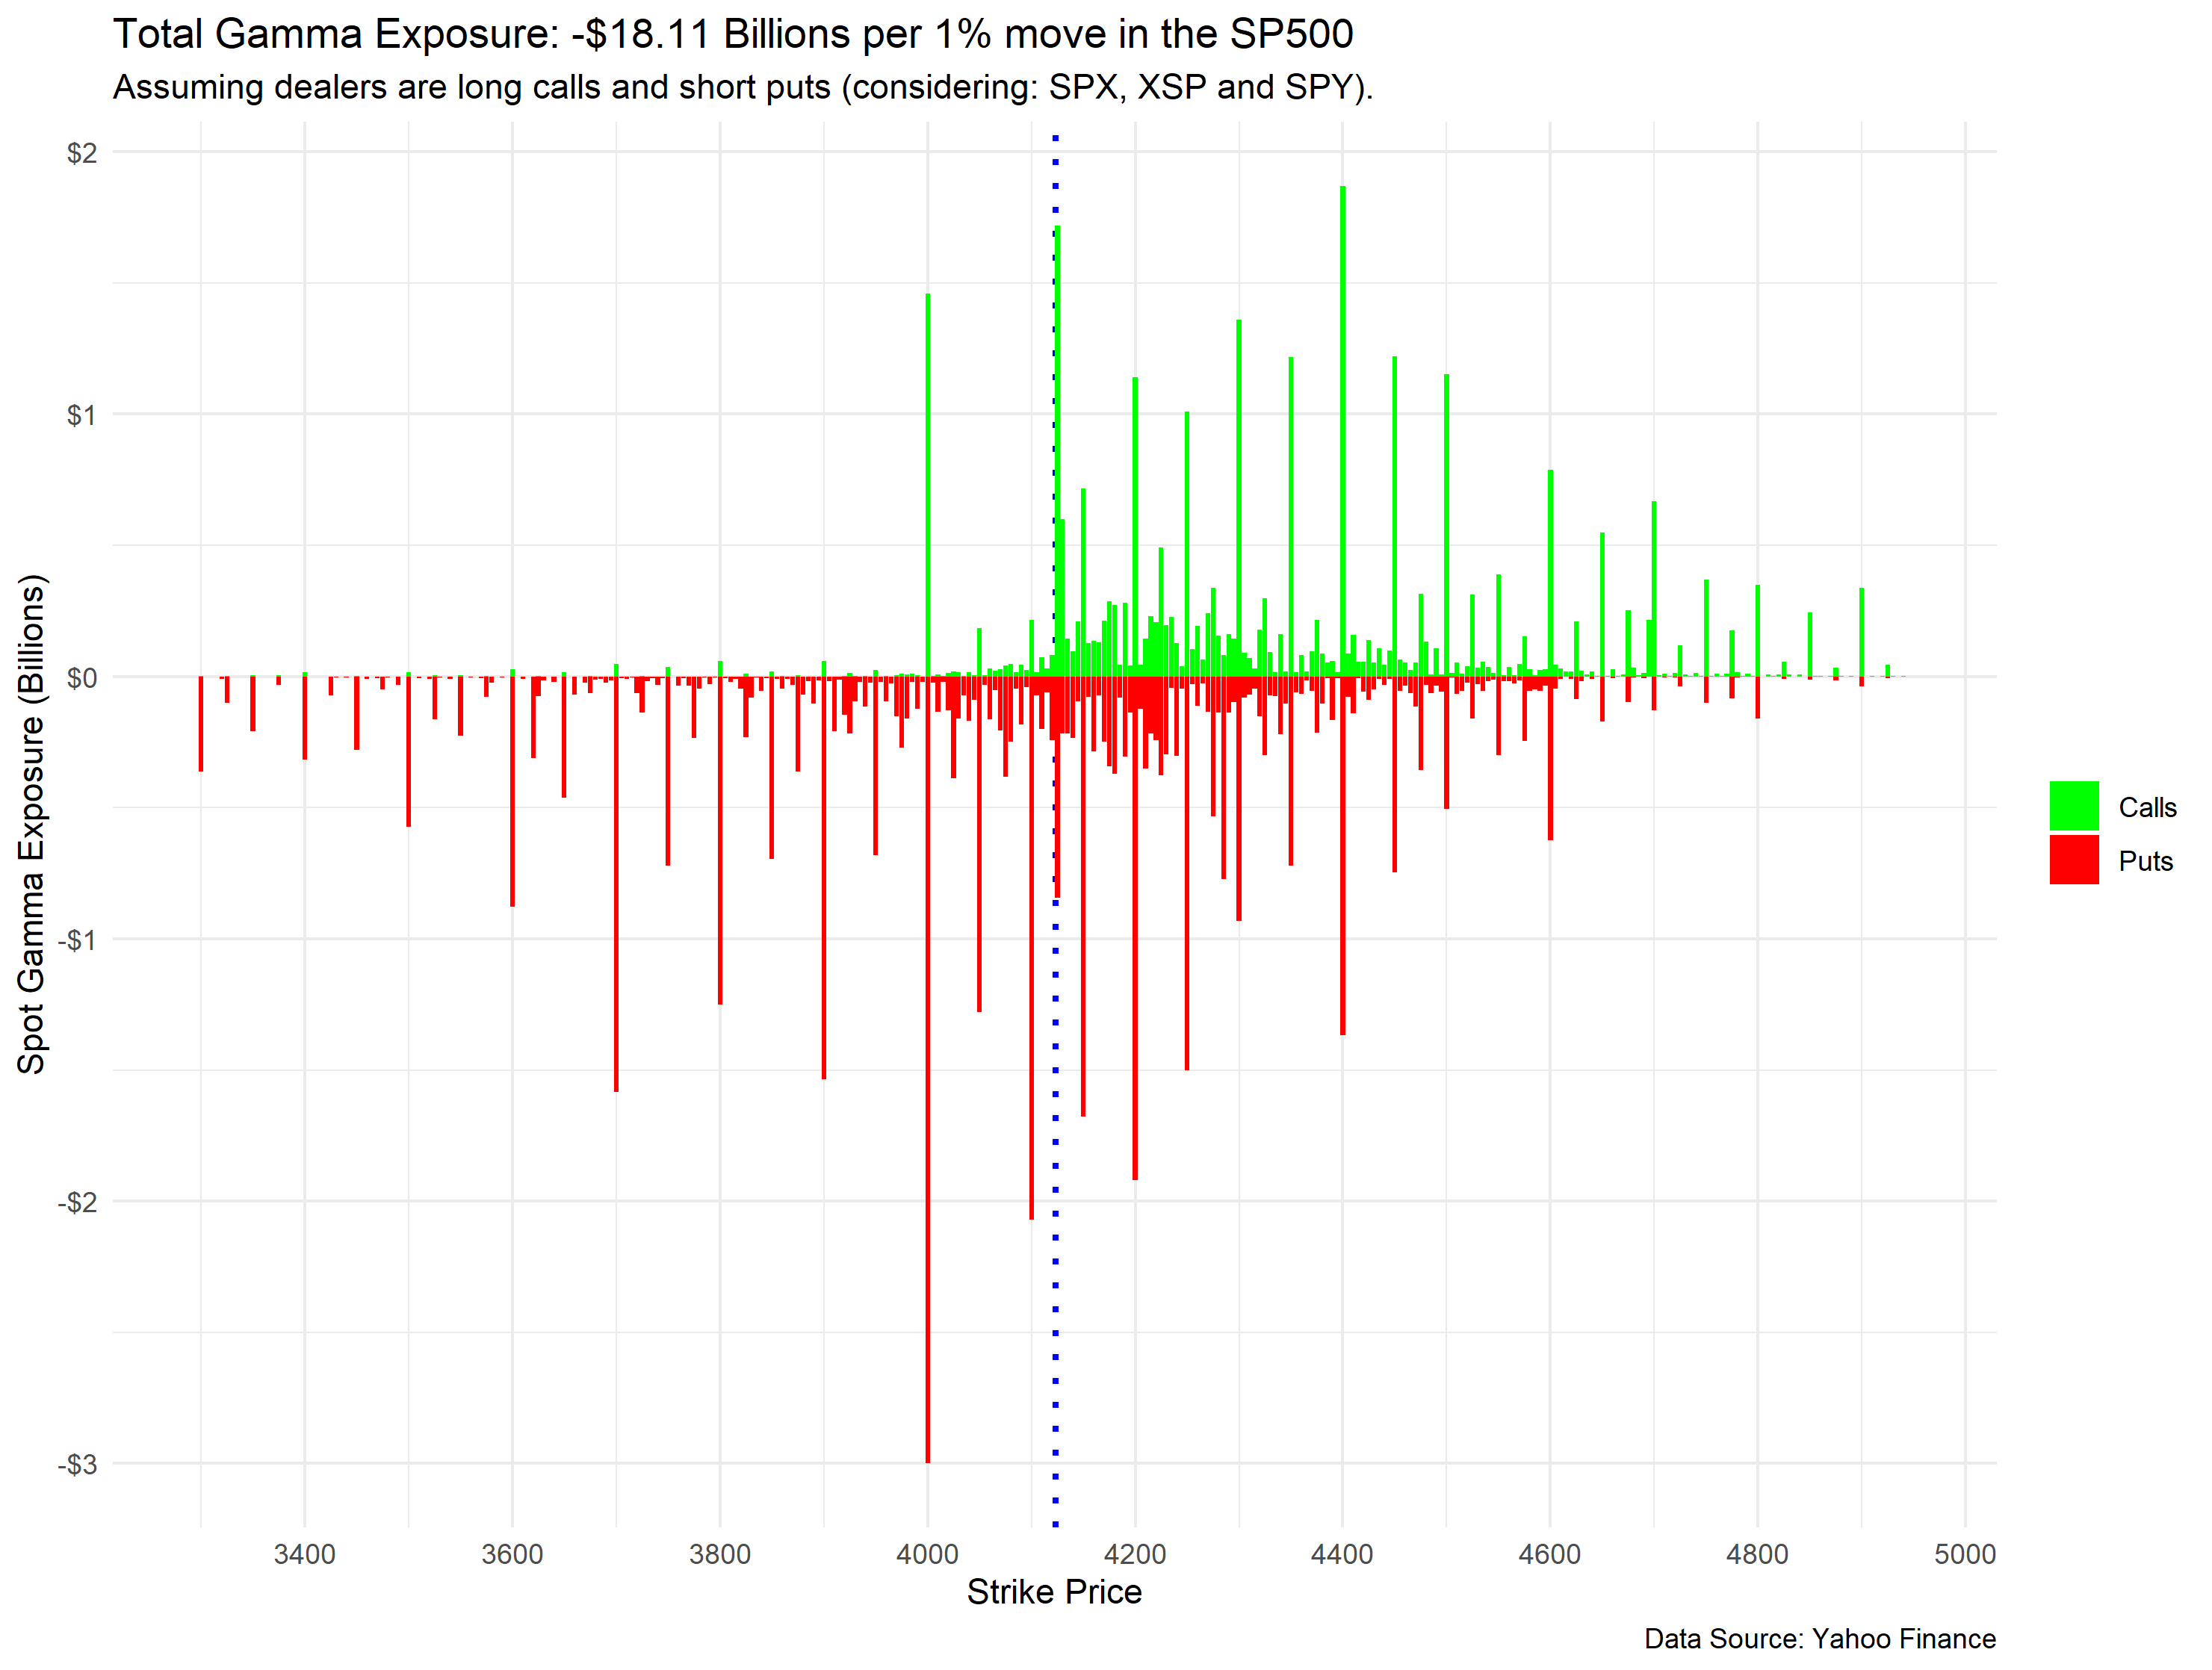 Total Gamma Exposure: -$18.11 Billions per 1% move in the SP500
Assuming dealers are long calls and short puts (considering: SPX, XSP and SPY).
Spot Gamma Exposure (Billions)
$2
$1
$0
-$1
-$2
-$3
Calls
Puts
3400 3600 3800 4000 4200 4400 4600 4800 5000
Strike Price
Data Source: Yahoo Finance